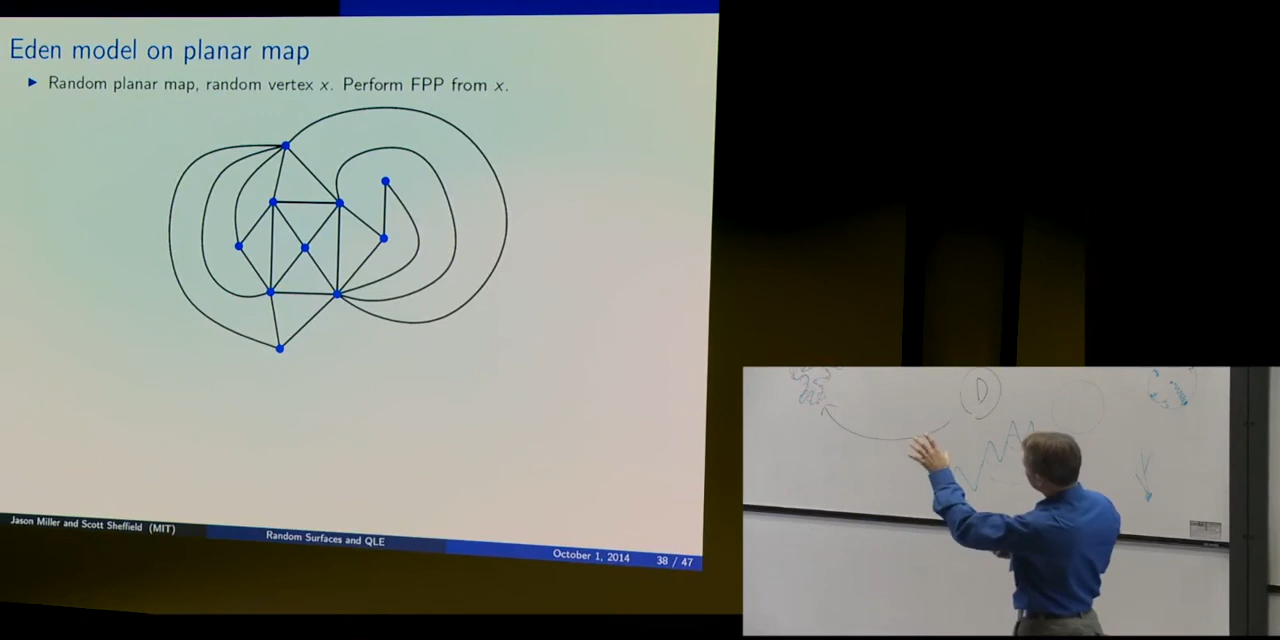 Eden model on planar map
Random planar map, random vertex x. Perform FPP from x.
Jason Miller and Scott Sheffield (MIT)
Random Surfaces and QLE
October 1, 2014
38 / 47
D